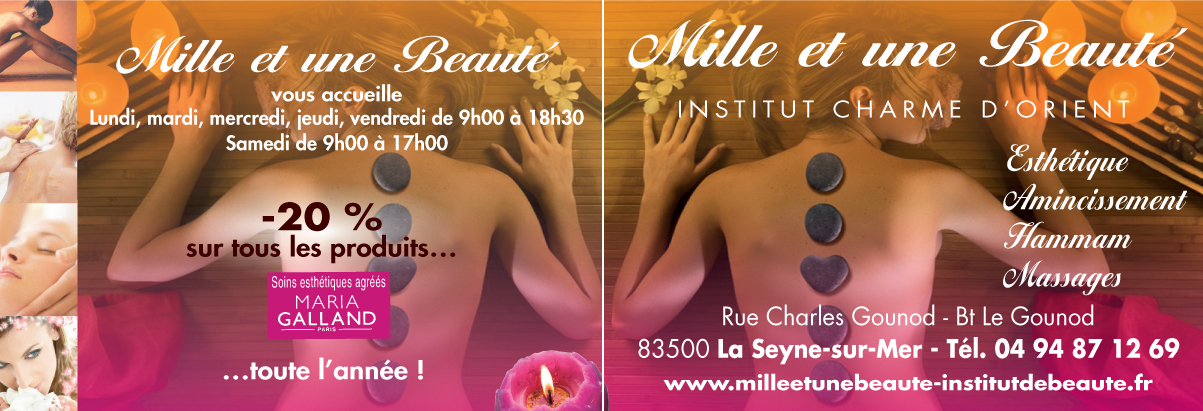 Mille et une Beauté
vous accueille
Lundi, mardi, mercredi, jeudi, vendredi de 9h00 à 18h30
Samedi de 9h00 à 17h00
-20 %
sur tous les produits...
Soins esthétiques agréés
MARIA
GALLAND
PARIS
...toute l'année !
Mille et une Beauté
INSTITUT CHARME D'ORIENT
Esthétique
Amincissement
Hammam
Massages
Rue Charles Gounod - Bt Le Gounod
83500 La Seyne-sur-Mer - Tél. 04 94 87 12 69
www.milleetunebeaute-institutdebeaute.fr